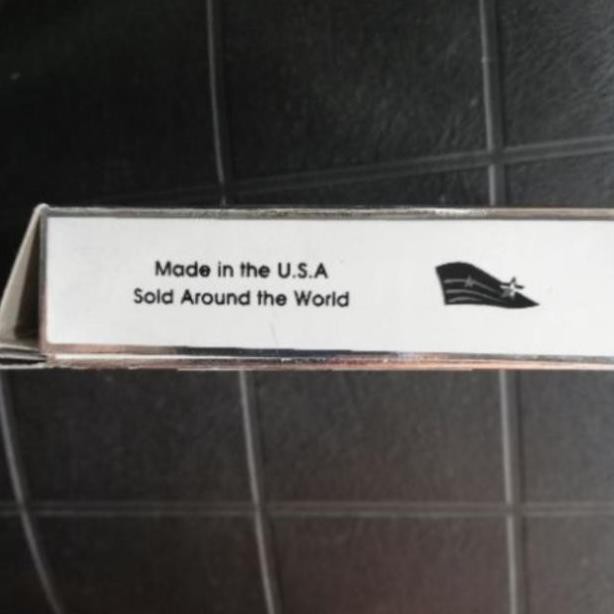 Made in the U.S.A
Sold Around the World